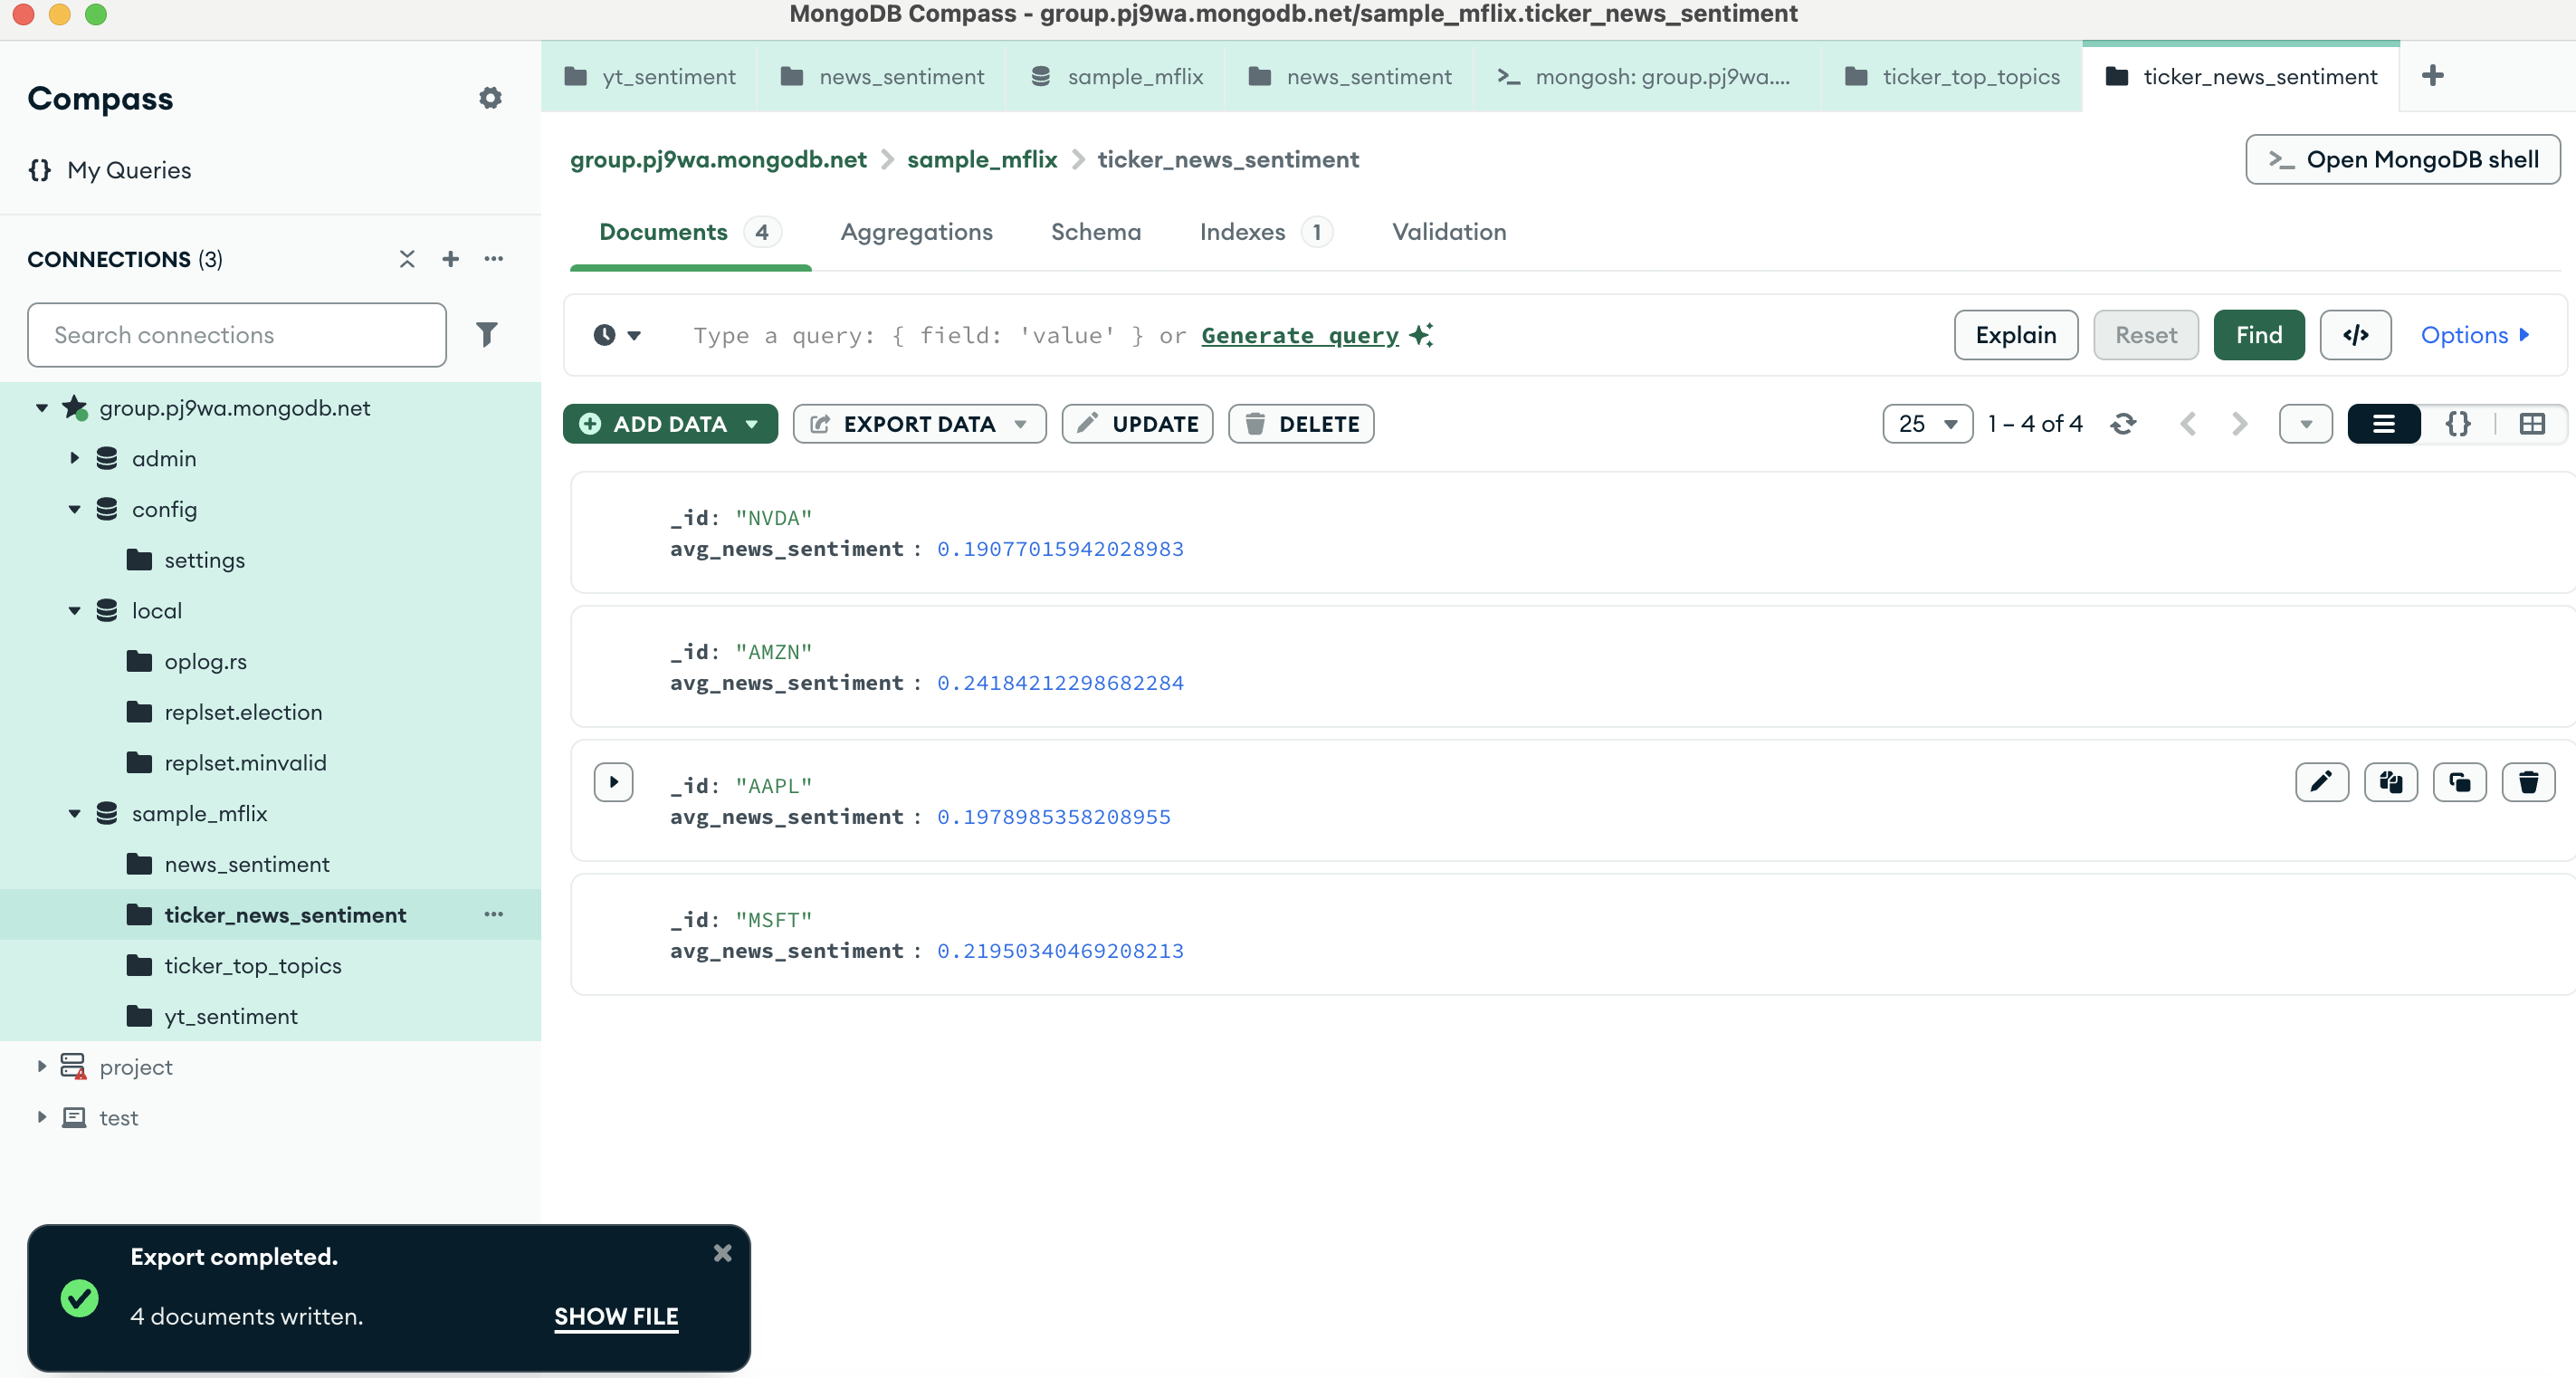 MongoDB Compass - group.pj9wa.mongodb.net/sample_mflix.ticker_news_sentiment
Compass
{} My Queries
CONNECTIONS (3)
Search connections
group.pj9wa.mongodb.net
admin
config
settings
local
oplog.rs
replset.election
replset.minvalid
sample_mflix
news_sentiment
ticker_news_sentiment
ticker_top_topics
yt_sentiment
project
test
yt_sentiment news_sentiment sample_mflix news_sentiment >_ mongosh: group.pj9wa.... ticker_top_topics ticker_news_sentiment +
group.pj9wa.mongodb.net > sample_mflix > ticker_news_sentiment
>_ Open MongoDB shell
Documents 4 Aggregations Schema Indexes 1 Validation
Type a query: { field: 'value' } or Generate query
Explain Reset Find </> Options
ADD DATA EXPORT DATA UPDATE DELETE
25 1 – 4 of 4 {}
_id: "NVDA"
avg_news_sentiment : 0.19077015942028983
_id: "AMZN"
avg_news_sentiment : 0.24184212298682284
_id: "AAPL"
avg_news_sentiment : 0.1978985358208955
_id: "MSFT"
avg_news_sentiment : 0.21950340469208213
Export completed.
4 documents written. SHOW FILE